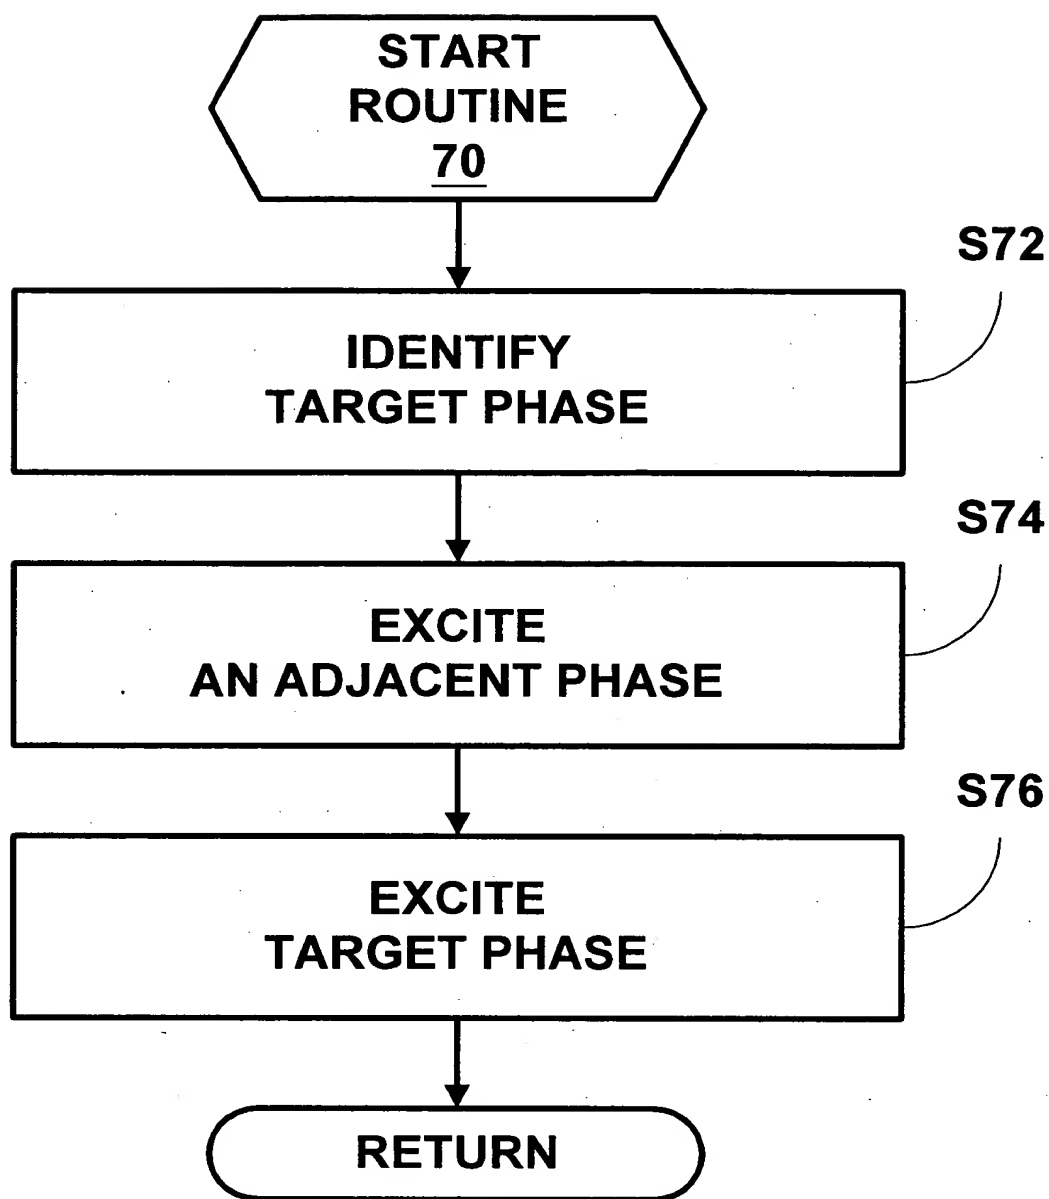 START
ROUTINE
70
S72
IDENTIFY
TARGET PHASE
S74
EXCITE
AN ADJACENT PHASE
S76
EXCITE
TARGET PHASE
RETURN